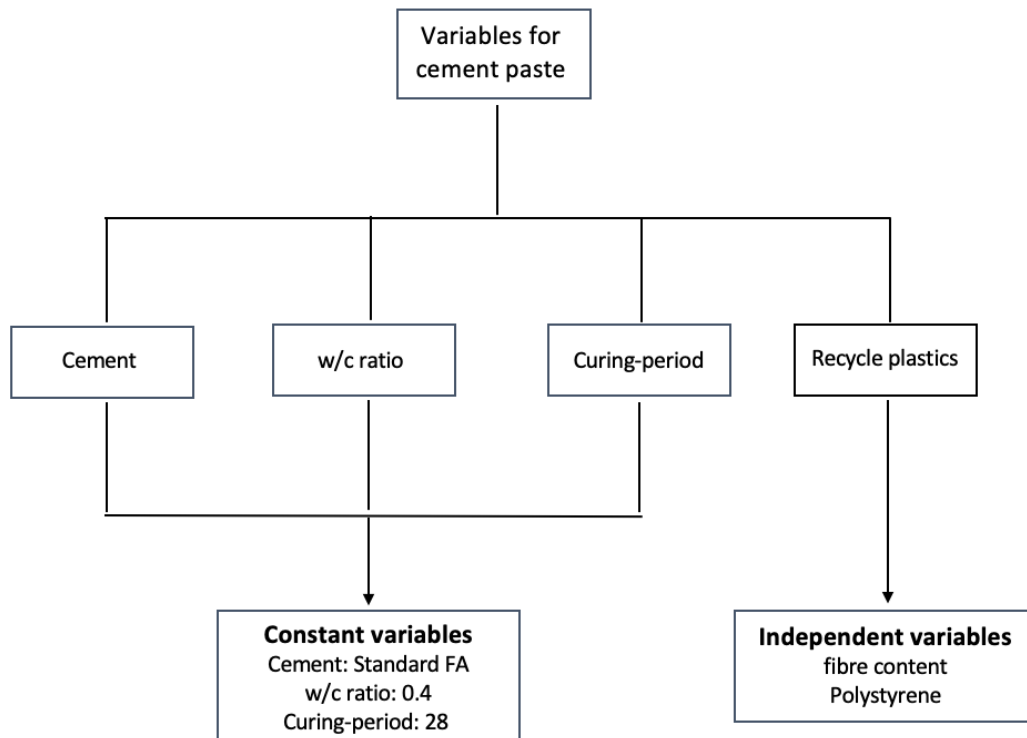 Variables for
cement paste
Cement
w/c ratio
Curing-period
Recycle plastics
Constant variables
Cement: Standard FA
w/c ratio: 0.4
Curing-period: 28
Independent variables
fibre content
Polystyrene